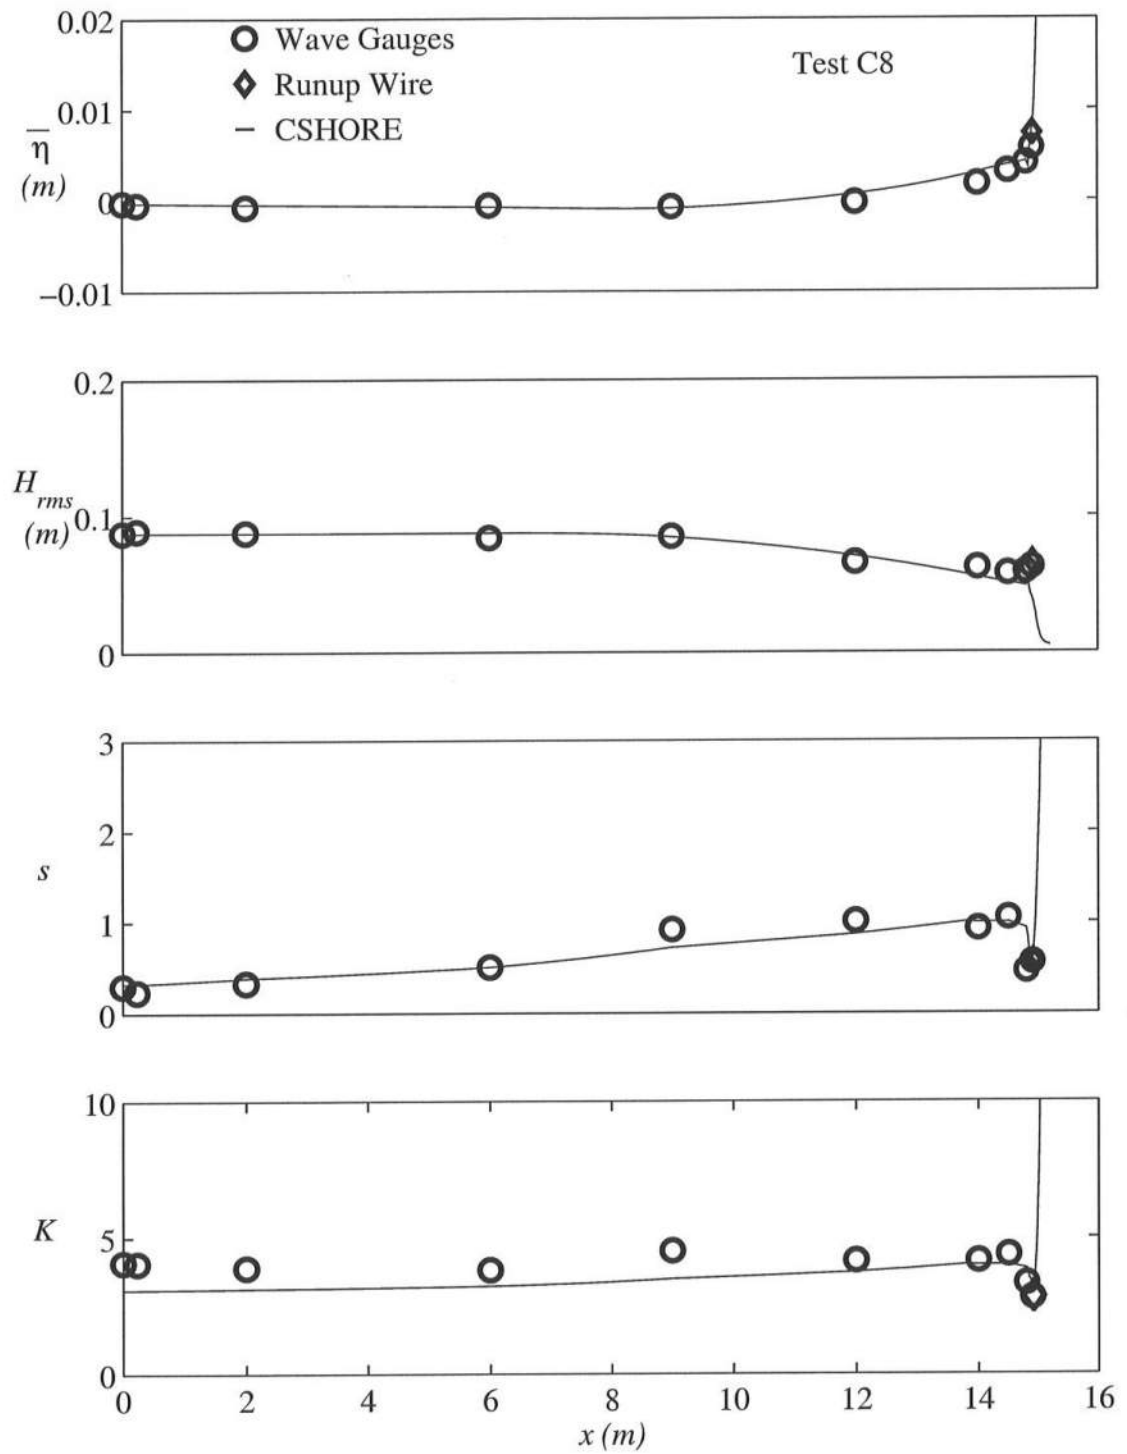 0.02
Wave Gauges
Test C8
Runup Wire
0.01
CSHORE
η̅
(m)
0
−0.01
0.2
H rms
(m)
0.1
0
3
2
s
1
0
10
K
5
0
0 2 4 6 8 10 12 14 16
x (m)